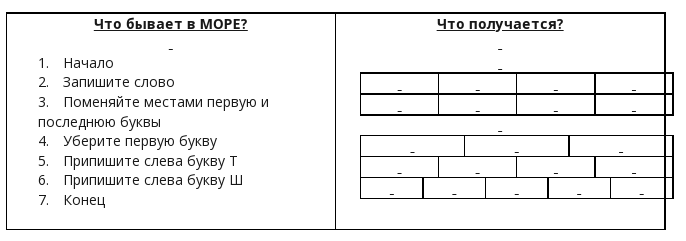 Что бывает в МОРЕ?
1. Начало
2. Запишите слово
3. Поменяйте местами первую и
последнюю буквы
4. Уберите первую букву
5. Припишите слева букву Т
6. Припишите слева букву Ш
7. Конец
Что получается?